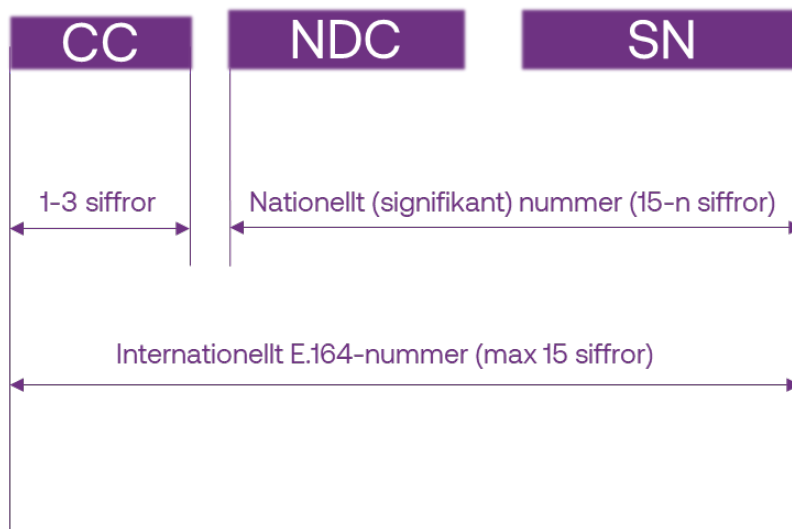 CC NDC SN
1-3 siffror Nationellt (signifikant) nummer (15-n siffror)
Internationellt E.164-nummer (max 15 siffror)